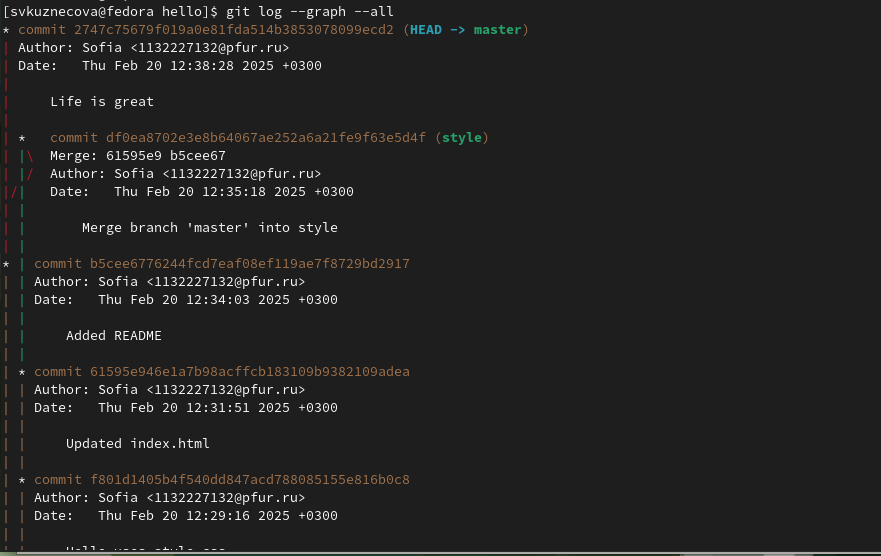 [svkuznecova@fedora hello]$ git log --graph --all
* commit 2747c75679f019a0e81fda514b3853078099ecd2 (HEAD -> master)
| Author: Sofia <1132227132@pfur.ru>
| Date:   Thu Feb 20 12:38:28 2025 +0300
|
|     Life is great
|
| *   commit df0ea8702e3e8b64067ae252a6a21fe9f63e5d4f (style)
| |\  Merge: 61595e9 b5cee67
| |/  Author: Sofia <1132227132@pfur.ru>
|/|   Date:   Thu Feb 20 12:35:18 2025 +0300
| |
| |       Merge branch 'master' into style
| |
* | commit b5cee6776244fcd7eaf08ef119ae7f8729bd2917
| | Author: Sofia <1132227132@pfur.ru>
| | Date:   Thu Feb 20 12:34:03 2025 +0300
| |
| |     Added README
| |
| * commit 61595e946e1a7b98acffcb183109b9382109adea
| | Author: Sofia <1132227132@pfur.ru>
| | Date:   Thu Feb 20 12:31:51 2025 +0300
| |
| |     Updated index.html
| |
| * commit f801d1405b4f540dd847acd788085155e816b0c8
| | Author: Sofia <1132227132@pfur.ru>
| | Date:   Thu Feb 20 12:29:16 2025 +0300
| |